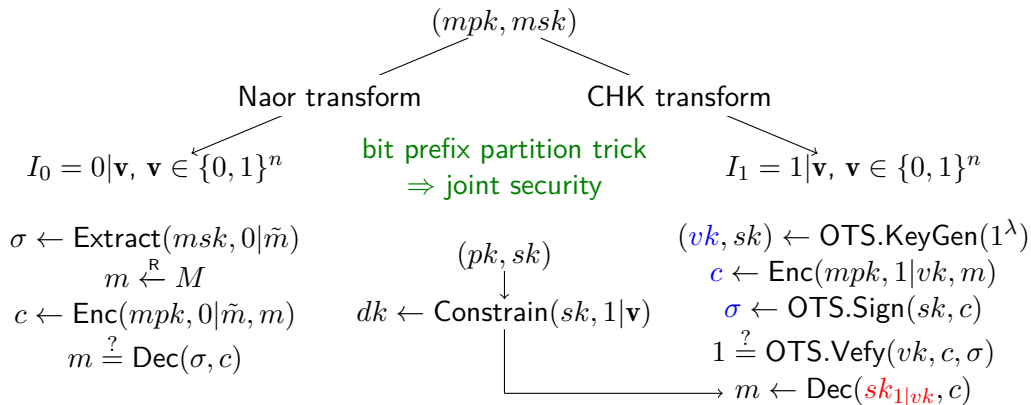 (mpk, msk)
Naor transform
CHK transform
I₀ = 0|v, v ∈ {0, 1}ⁿ
bit prefix partition trick
⇒ joint security
I₁ = 1|v, v ∈ {0, 1}ⁿ
σ ← Extract(msk, 0|m̃)
m ←ᴿ M
c ← Enc(mpk, 0|m̃, m)
m ≟ Dec(σ, c)
(pk, sk)
dk ← Constrain(sk, 1|v)
(vk, sk) ← OTS.KeyGen(1^λ)
c ← Enc(mpk, 1|vk, m)
σ ← OTS.Sign(sk, c)
1 ≟ OTS.Vefy(vk, c, σ)
m ← Dec(sk_{1|vk}, c)